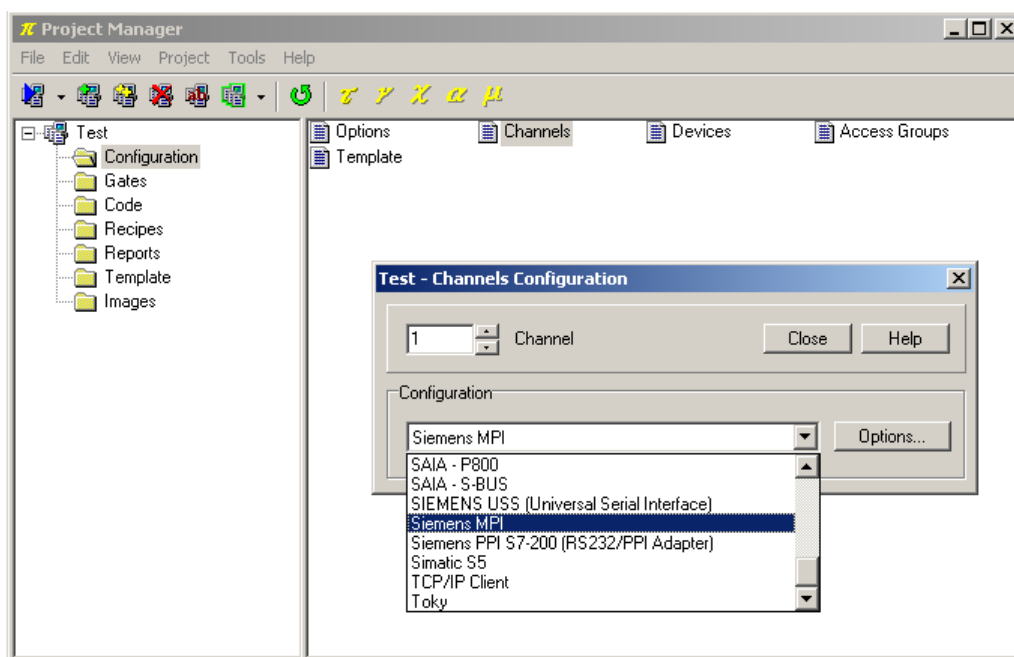 π Project Manager
File Edit View Project Tools Help
τ γ χ α μ
Test
Configuration
Gates
Code
Recipes
Reports
Template
Images
Options Channels Devices Access Groups
Template
Test - Channels Configuration
1 Channel Close Help
Configuration
Siemens MPI Options...
SAIA - P800
SAIA - S-BUS
SIEMENS USS (Universal Serial Interface)
Siemens MPI
Siemens PPI S7-200 (RS232/PPI Adapter)
Simatic S5
TCP/IP Client
Toky